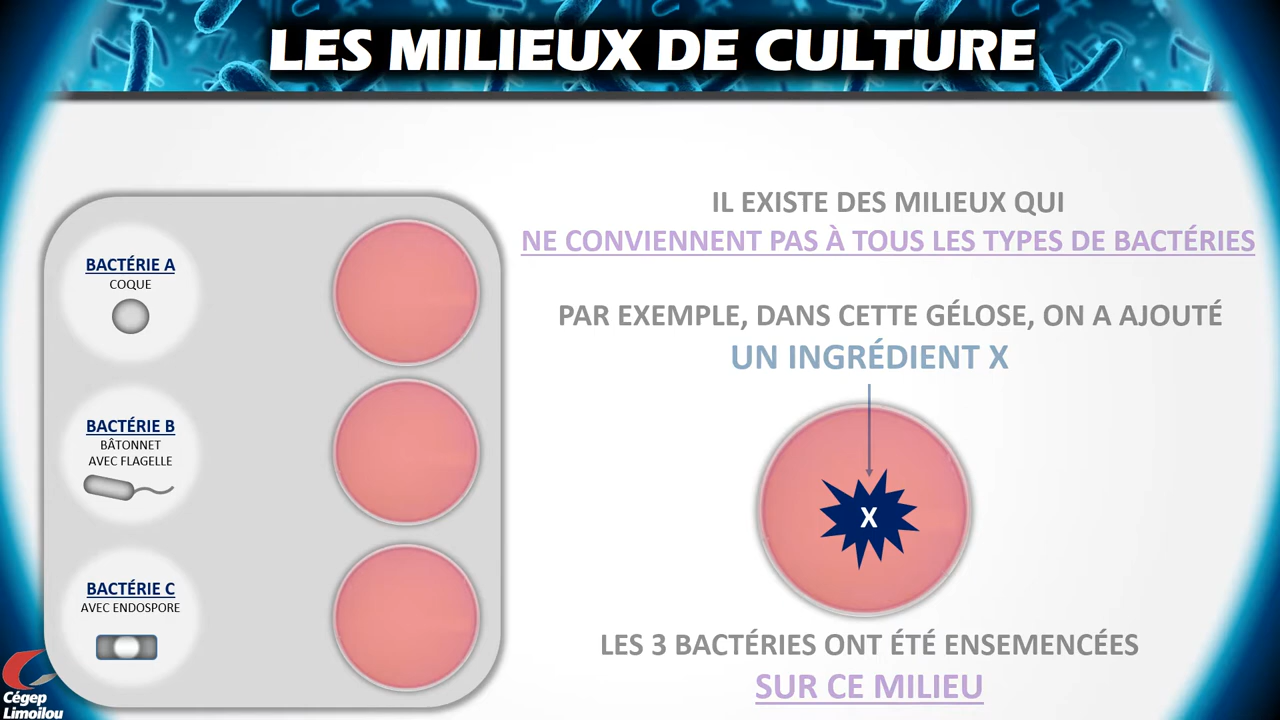 LES MILIEUX DE CULTURE
BACTÉRIE A
COQUE
BACTÉRIE B
BÂTONNET
AVEC FLAGELLE
BACTÉRIE C
AVEC ENDOSPORE
IL EXISTE DES MILIEUX QUI
NE CONVIENNENT PAS À TOUS LES TYPES DE BACTÉRIES
PAR EXEMPLE, DANS CETTE GÉLOSE, ON A AJOUTÉ
UN INGRÉDIENT X
X
LES 3 BACTÉRIES ONT ÉTÉ ENSEMENCÉES
SUR CE MILIEU
Cégep
Limoilou